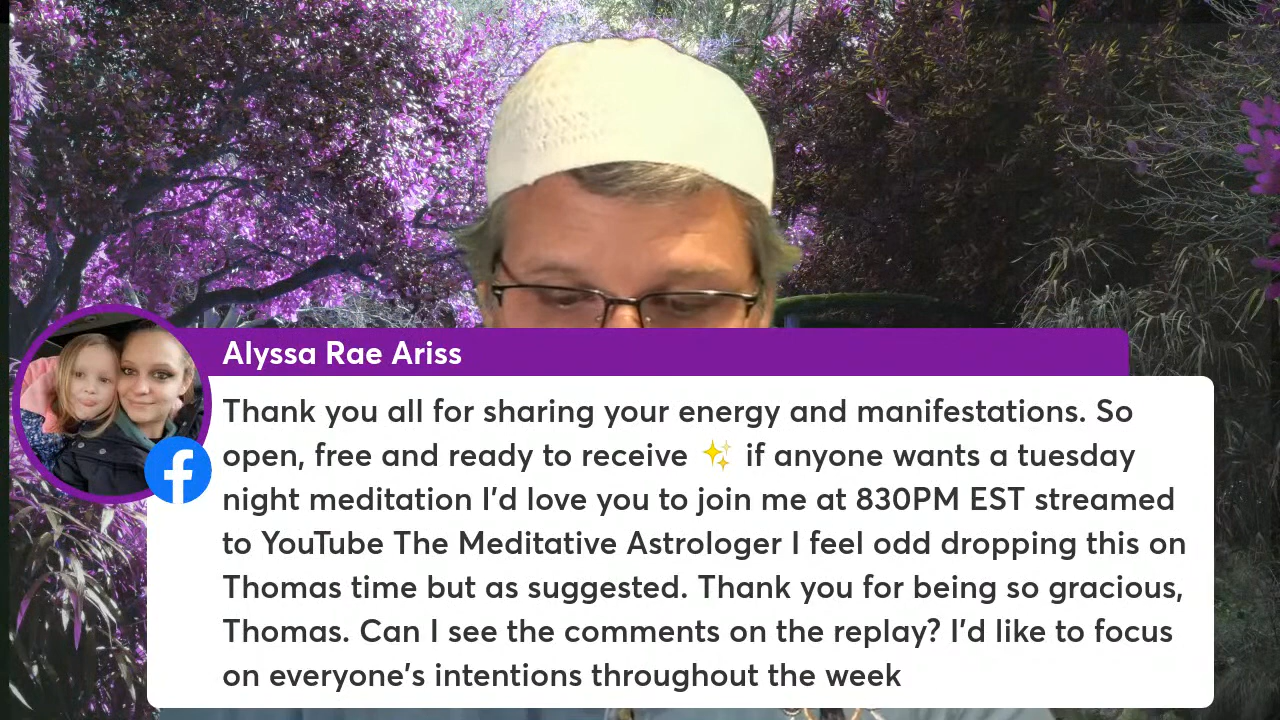 Alyssa Rae Ariss
Thank you all for sharing your energy and manifestations. So
open, free and ready to receive ✨ if anyone wants a tuesday
night meditation I'd love you to join me at 830PM EST streamed
to YouTube The Meditative Astrologer I feel odd dropping this on
Thomas time but as suggested. Thank you for being so gracious,
Thomas. Can I see the comments on the replay? I'd like to focus
on everyone's intentions throughout the week